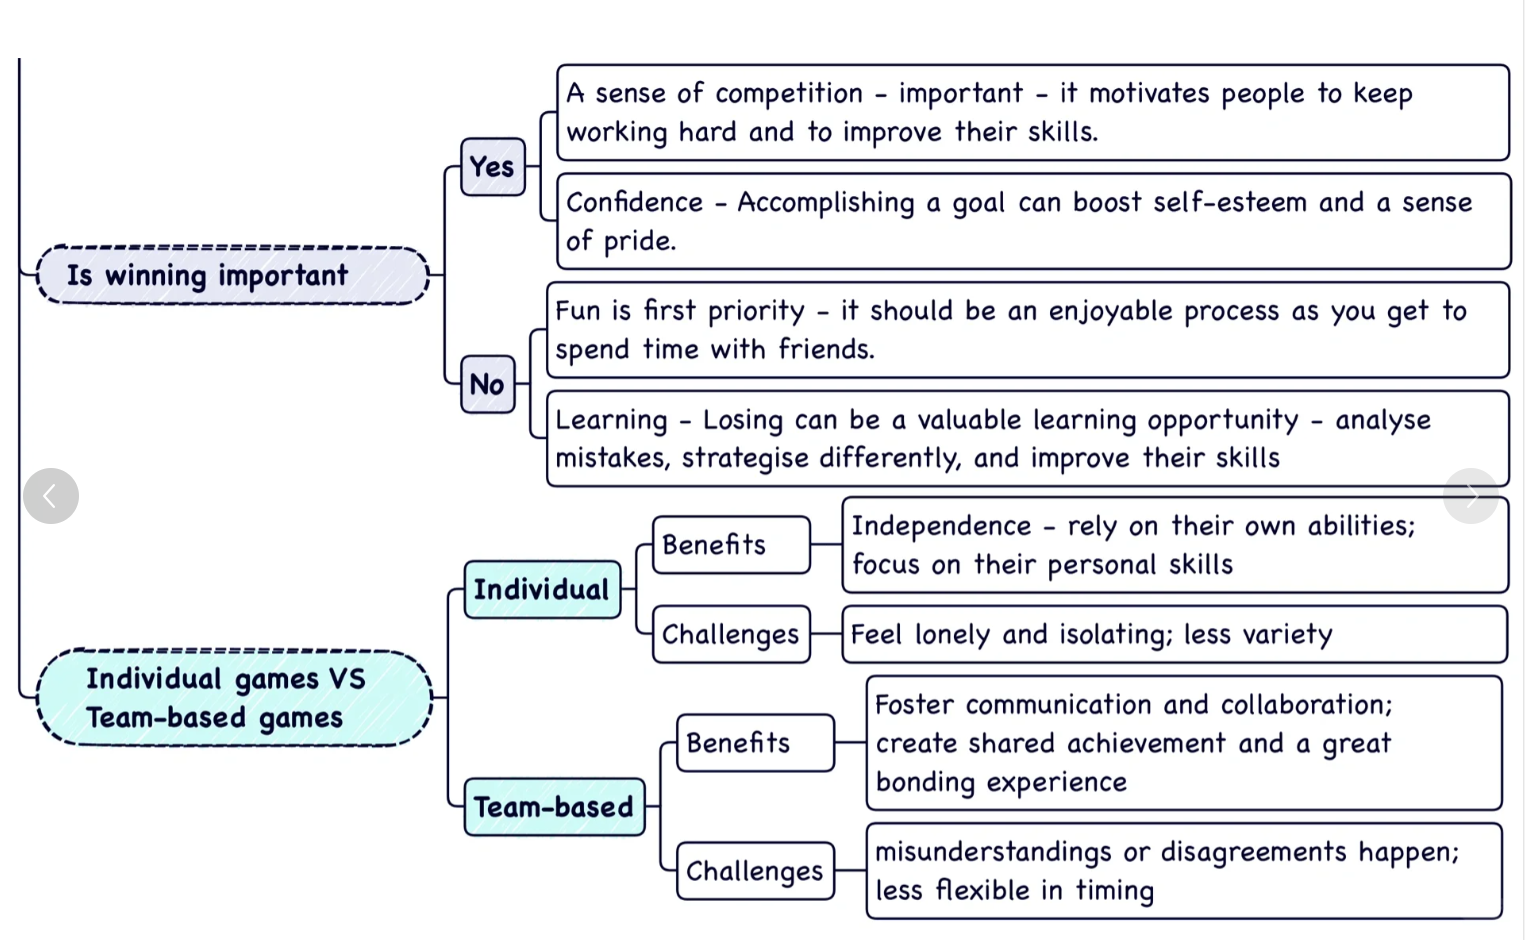 A sense of competition - important - it motivates people to keep
working hard and to improve their skills.
Yes
Confidence - Accomplishing a goal can boost self-esteem and a sense
of pride.
Is winning important
Fun is first priority - it should be an enjoyable process as you get to
spend time with friends.
No
Learning - Losing can be a valuable learning opportunity - analyse
mistakes, strategise differently, and improve their skills
Individual games VS
Team-based games
Individual
Benefits
Independence - rely on their own abilities;
focus on their personal skills
Challenges
Feel lonely and isolating; less variety
Team-based
Benefits
Foster communication and collaboration;
create shared achievement and a great
bonding experience
Challenges
misunderstandings or disagreements happen;
less flexible in timing